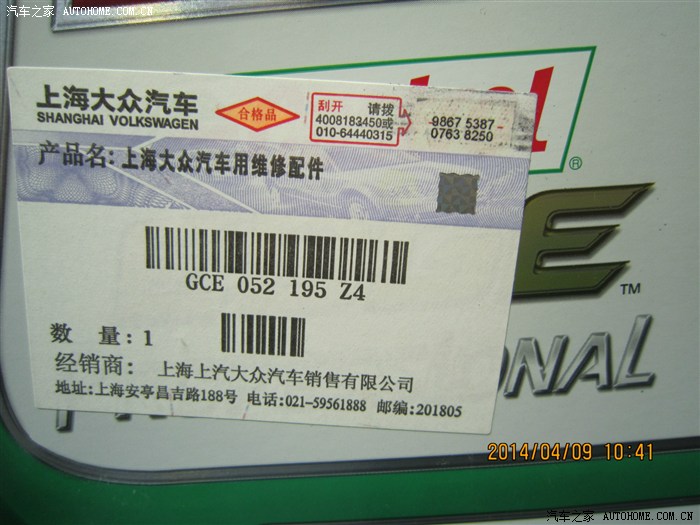 汽车之家 AUTOHOME.COM.CN
上海大众汽车
SHANGHAI VOLKSWAGEN
合格品
刮开 请拨
4008183450或
010-64440315
9867 5387
0763 8250
产品名: 上海大众汽车用维修配件
GCE 052 195 Z4
数 量: 1
经销商: 上海上汽大众汽车销售有限公司
地址: 上海安亭昌吉路188号 电话: 021-59561888 邮编: 201805
®
TM
2014/04/09 10:41
汽车之家 AUTOHOME.COM.CN